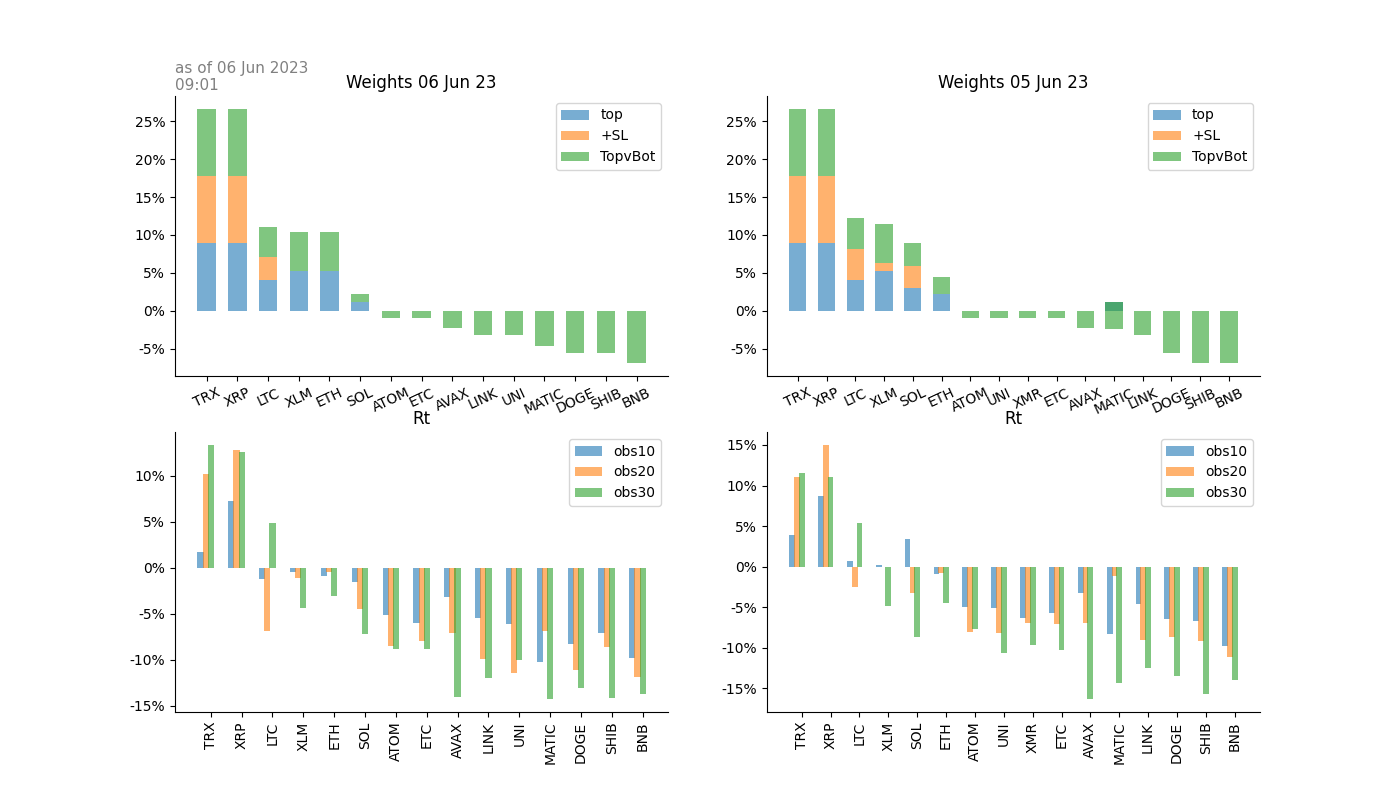 as of 06 Jun 2023
09:01
Weights 06 Jun 23
25%
20%
15%
10%
5%
0%
-5%
top
+SL
TopvBot
TRX XRP LTC XLM ETH SOL ATOM ETC AVAX LINK UNI MATIC DOGE SHIB BNB
Weights 05 Jun 23
25%
20%
15%
10%
5%
0%
-5%
top
+SL
TopvBot
TRX XRP LTC XLM SOL ETH ATOM UNI XMR ETC AVAX MATIC LINK DOGE SHIB BNB
Rt
10%
5%
0%
-5%
-10%
-15%
obs10
obs20
obs30
TRX XRP LTC XLM ETH SOL ATOM ETC AVAX LINK UNI MATIC DOGE SHIB BNB
Rt
15%
10%
5%
0%
-5%
-10%
-15%
obs10
obs20
obs30
TRX XRP LTC XLM SOL ETH ATOM UNI XMR ETC AVAX MATIC LINK DOGE SHIB BNB